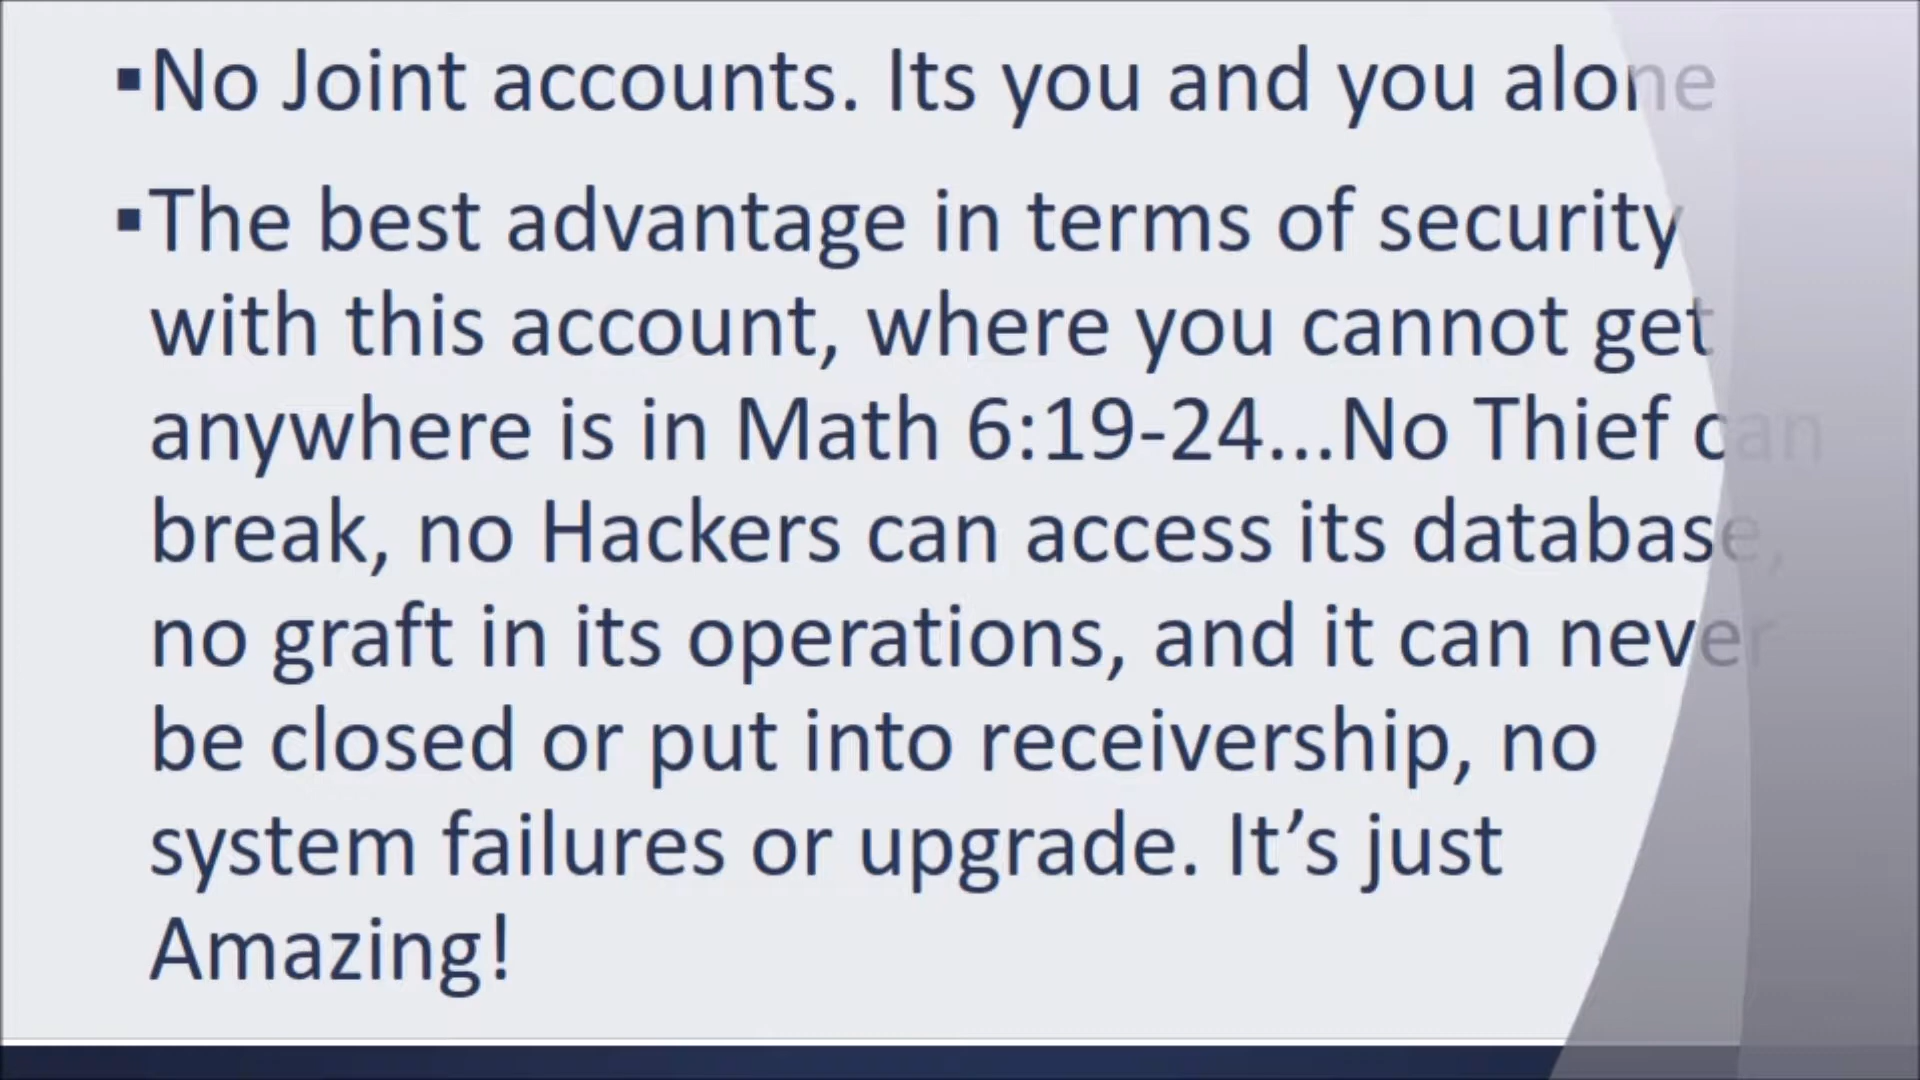 ▪No Joint accounts. Its you and you alone
▪The best advantage in terms of security
with this account, where you cannot get
anywhere is in Math 6:19-24...No Thief can
break, no Hackers can access its database,
no graft in its operations, and it can never
be closed or put into receivership, no
system failures or upgrade. It’s just
Amazing!